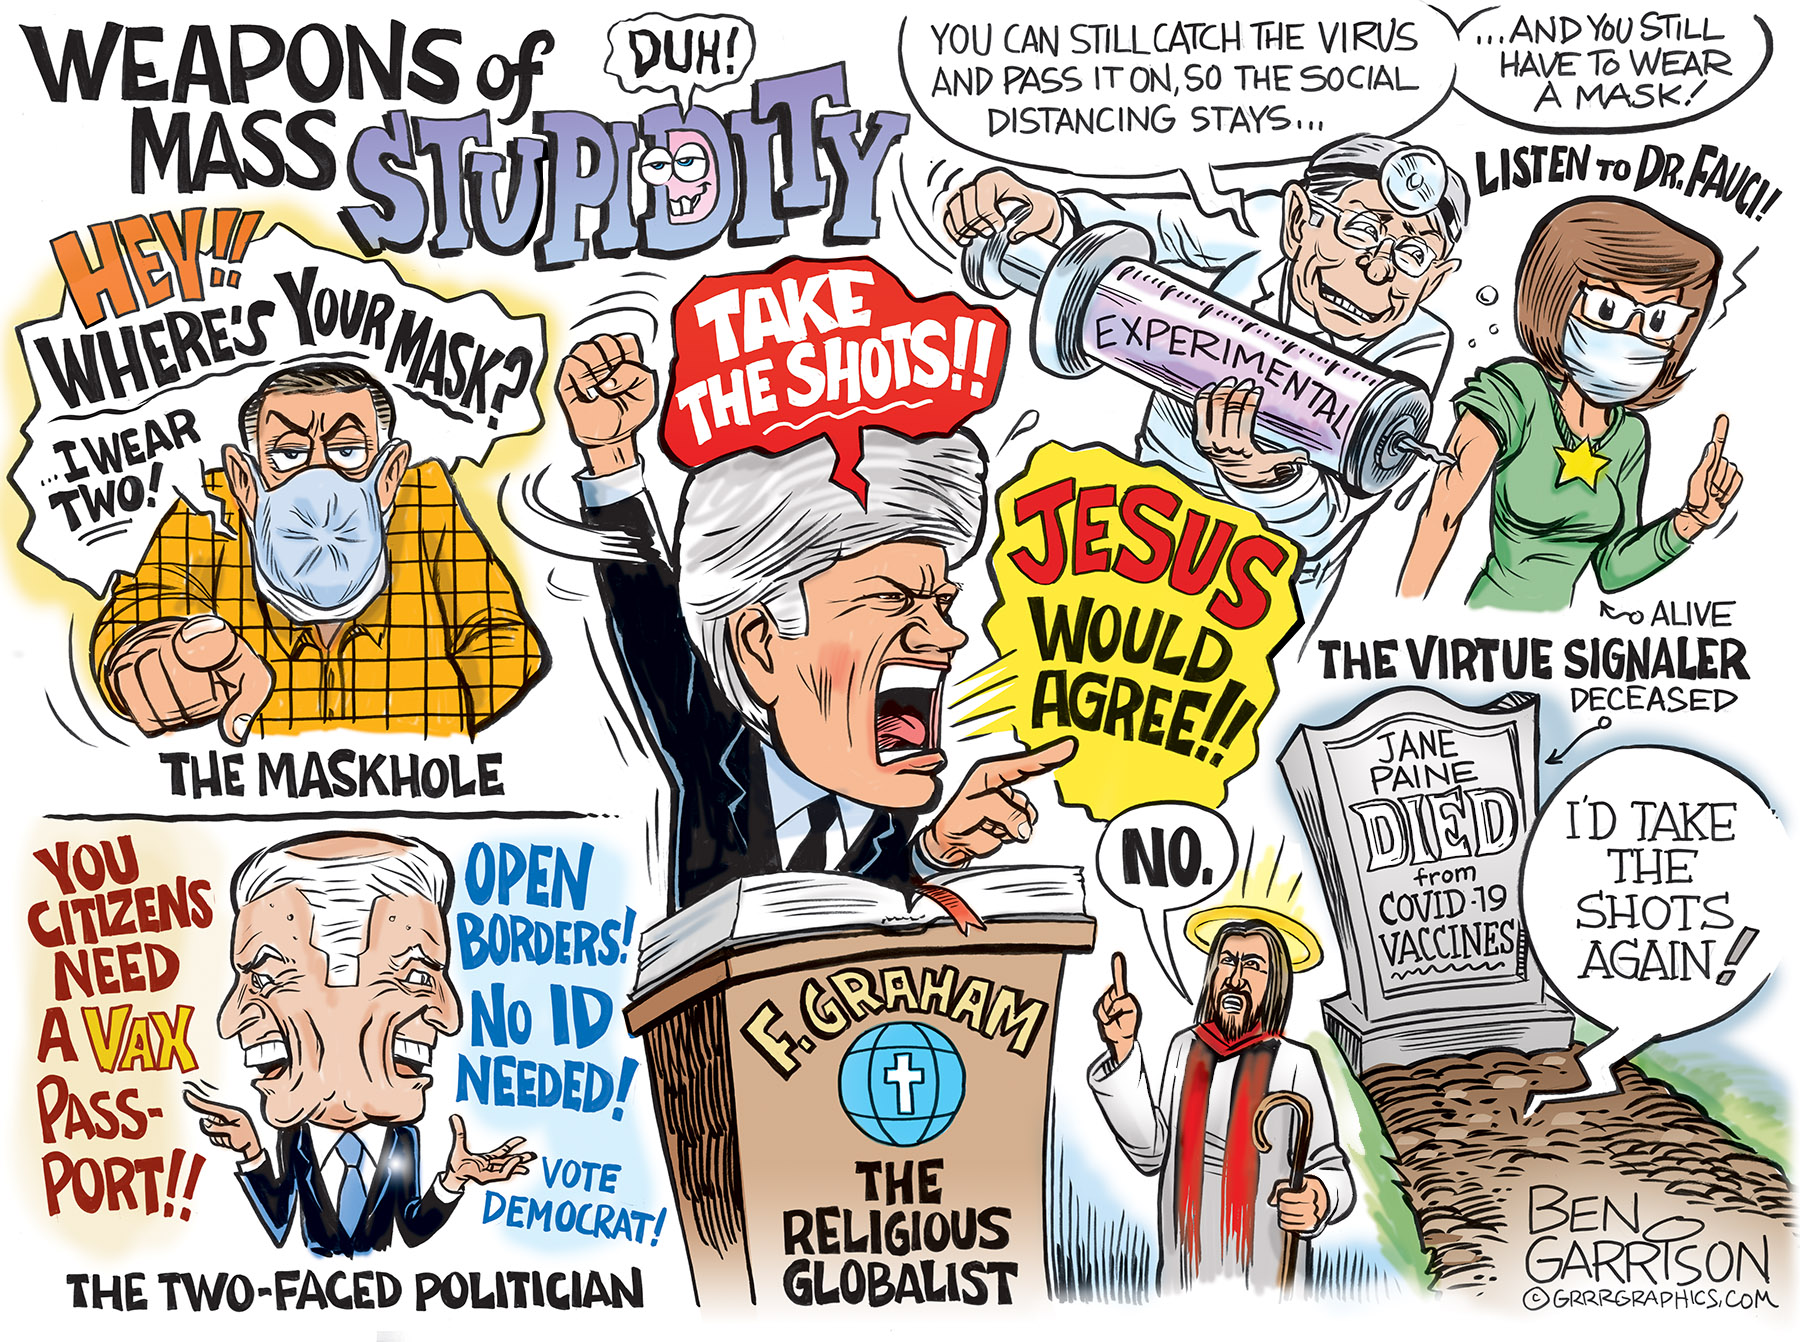 WEAPONS of
MASS
STUPIDITY
DUH!
YOU CAN STILL CATCH THE VIRUS
AND PASS IT ON, SO THE SOCIAL
DISTANCING STAYS...
...AND YOU STILL
HAVE TO WEAR
A MASK!
LISTEN TO DR. FAUCI!
EXPERIMENTAL
HEY!!
WHERE'S YOUR MASK?
...I WEAR
TWO!
THE MASKHOLE
TAKE
THE SHOTS!!
JESUS
WOULD
AGREE!!
ALIVE
THE VIRTUE SIGNALER
DECEASED
JANE
PAINE
DIED
from
COVID-19
VACCINES
I'D TAKE
THE
SHOTS
AGAIN!
NO.
YOU
CITIZENS
NEED
A VAX
PASS-
PORT!!
OPEN
BORDERS!
NO ID
NEEDED!
VOTE
DEMOCRAT!
THE TWO-FACED POLITICIAN
F. GRAHAM
THE
RELIGIOUS
GLOBALIST
BEN
GARRISON
© GRRRGRAPHICS.COM